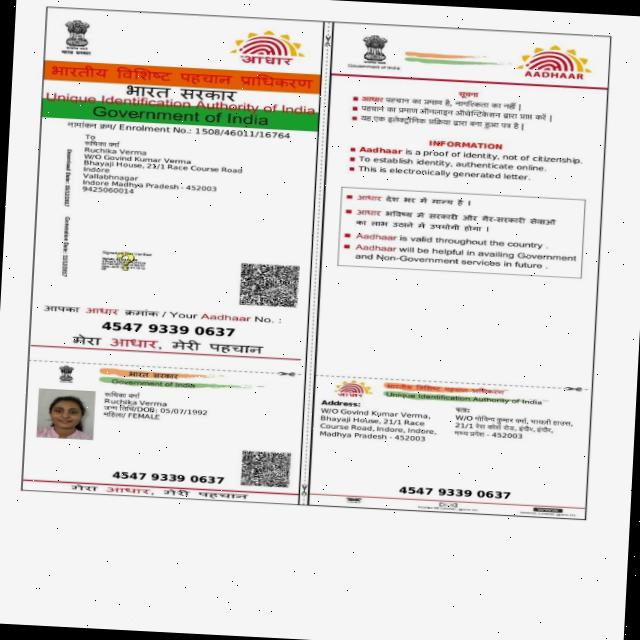 आधार
भारतीय विशिष्ट पहचान प्राधिकरण
भारत सरकार
Unique Identification Authority of India
Government of India
नामांकन क्रम/ Enrolment No.: 1508/46011/16764
To
रूचिका वर्मा
Ruchika Verma
W/O Govind Kumar Verma
Bhayaji House, 21/1 Race Course Road
Indore
Vallabhnagar
Indore Madhya Pradesh - 452003
9425060014
आपका आधार क्रमांक / Your Aadhaar No. :
4547 9339 0637
मेरा आधार, मेरी पहचान
भारत सरकार
Government of India
रूचिका वर्मा
Ruchika Verma
जन्म तिथि/DOB: 05/07/1992
महिला/ FEMALE
4547 9339 0637
मेरा आधार, मेरी पहचान
Government of India
AADHAAR
सूचना
आधार पहचान का प्रमाण है, नागरिकता का नहीं |
पहचान का प्रमाण ऑनलाइन ऑथेन्टिकेशन द्वारा प्राप्त करें |
यह एक इलेक्ट्रॉनिक प्रक्रिया द्वारा बना हुआ पत्र है |
INFORMATION
Aadhaar is a proof of identity, not of citizenship.
To establish identity, authenticate online.
This is electronically generated letter.
आधार देश भर में मान्य है |
आधार भविष्य में सरकारी और गैर-सरकारी सेवाओं
का लाभ उठाने में उपयोगी होगा |
Aadhaar is valid throughout the country .
Aadhaar will be helpful in availing Government
and Non-Government services in future .
आधार
भारतीय विशिष्ट पहचान प्राधिकरण
Unique Identification Authority of India
Address:
W/O Govind Kumar Verma,
Bhayaji House, 21/1 Race
Course Road, Indore, Indore,
Madhya Pradesh - 452003
पता:
W/O गोविन्द कुमार वर्मा, भायाजी हाउस,
21/1 रेस कोर्स रोड, इंदौर, इंदौर,
मध्य प्रदेश - 452003
4547 9339 0637